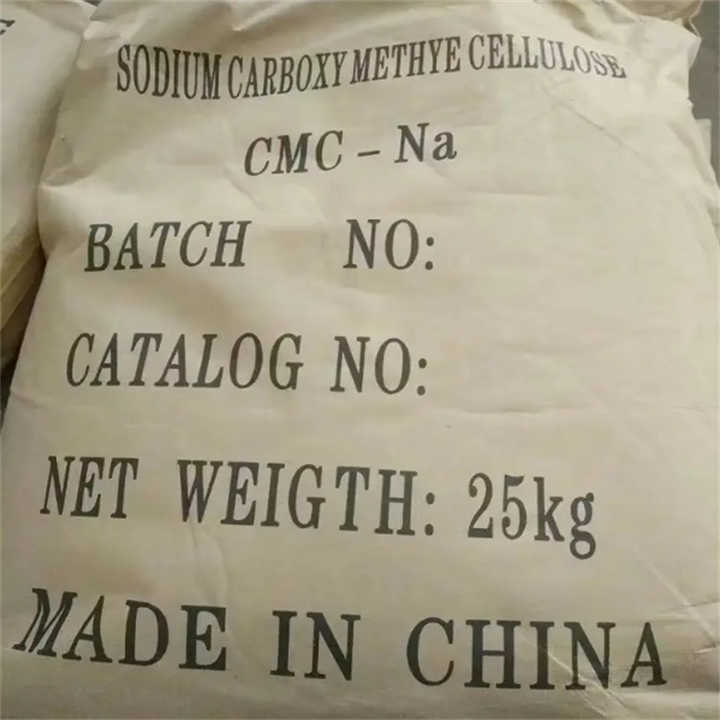 SODIUM CARBOXY METHYE CELLULOSE
CMC - Na
BATCH NO:
CATALOG NO:
NET WEIGTH: 25kg
MADE IN CHINA